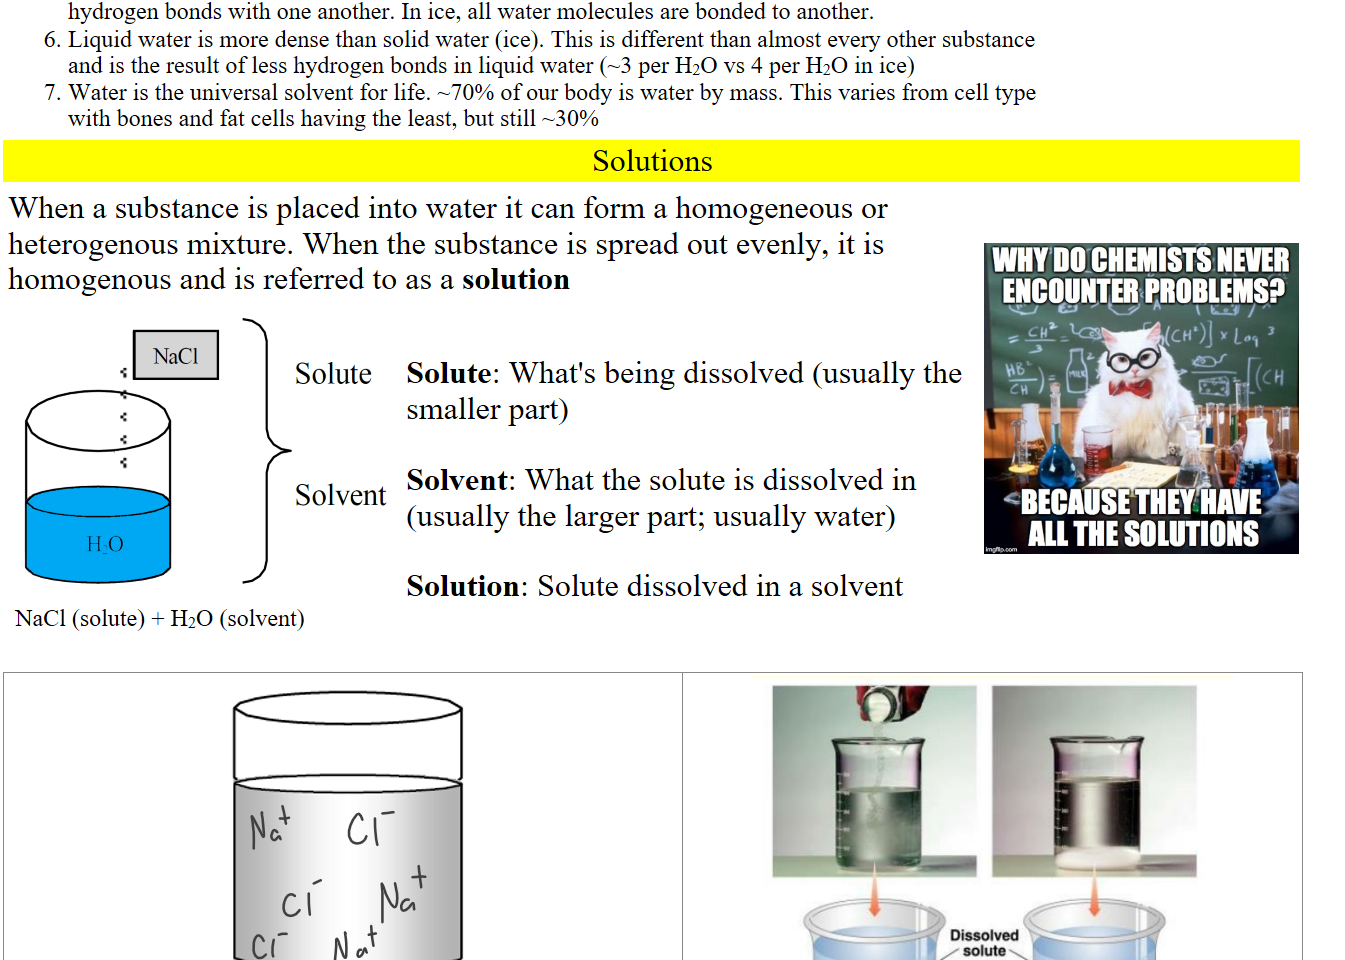 hydrogen bonds with one another. In ice, all water molecules are bonded to another.
6. Liquid water is more dense than solid water (ice). This is different than almost every other substance
and is the result of less hydrogen bonds in liquid water (~3 per H₂O vs 4 per H₂O in ice)
7. Water is the universal solvent for life. ~70% of our body is water by mass. This varies from cell type
with bones and fat cells having the least, but still ~30%
Solutions
When a substance is placed into water it can form a homogeneous or
heterogenous mixture. When the substance is spread out evenly, it is
homogenous and is referred to as a solution
NaCl
H₂O
NaCl (solute) + H₂O (solvent)
Solute
Solvent
Solute: What's being dissolved (usually the
smaller part)
Solvent: What the solute is dissolved in
(usually the larger part; usually water)
Solution: Solute dissolved in a solvent
WHY DO CHEMISTS NEVER
ENCOUNTER PROBLEMS?
MILK
BECAUSE THEY HAVE
ALL THE SOLUTIONS
imgflip.com
Na⁺ Cl⁻
Cl⁻ Na⁺
Cl⁻ Na⁺
Dissolved
solute